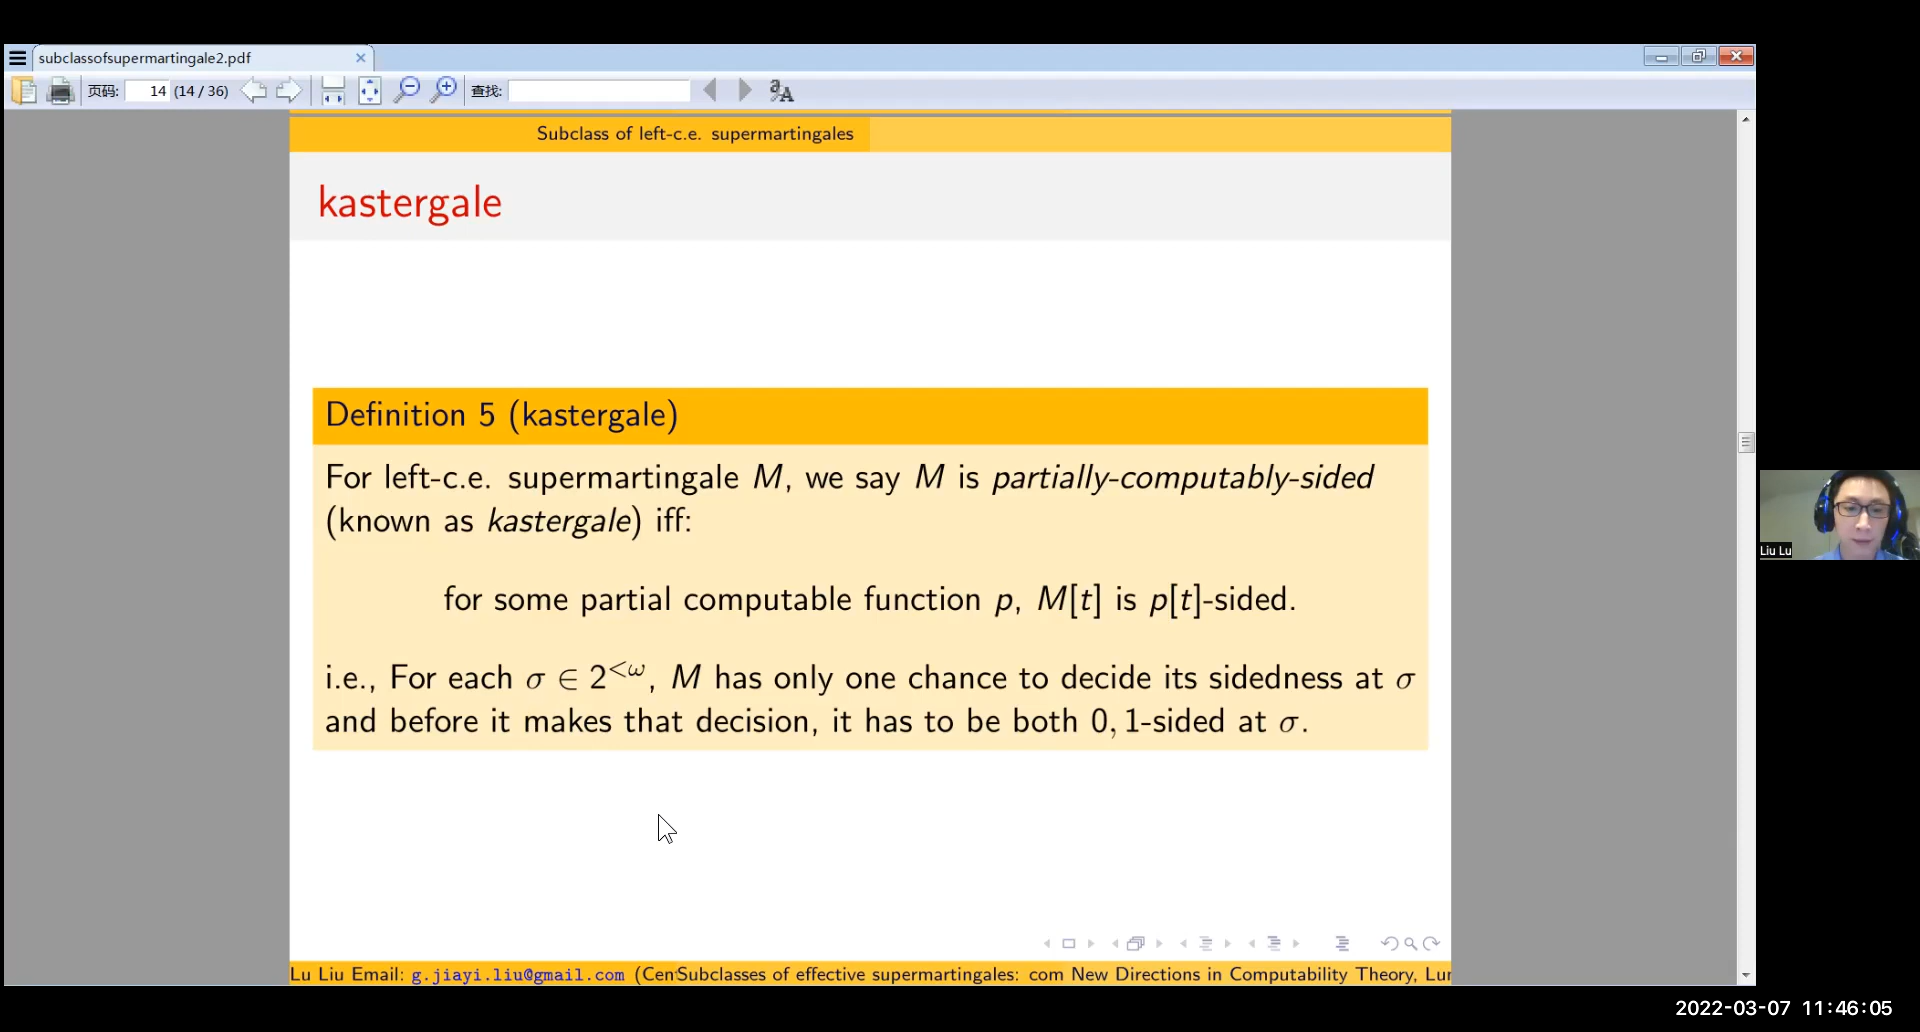 subclassofsupermartingale2.pdf
页码: 14 (14 / 36) 查找:
Subclass of left-c.e. supermartingales
kastergale
Definition 5 (kastergale)
For left-c.e. supermartingale M, we say M is partially-computably-sided
(known as kastergale) iff:
for some partial computable function p, M[t] is p[t]-sided.
i.e., For each σ ∈ 2^{<ω}, M has only one chance to decide its sidedness at σ
and before it makes that decision, it has to be both 0, 1-sided at σ.
Liu Lu
Lu Liu Email: g.jiayi.liu@gmail.com (Cen Subclasses of effective supermartingales: com New Directions in Computability Theory, Lu
2022-03-07 11:46:05